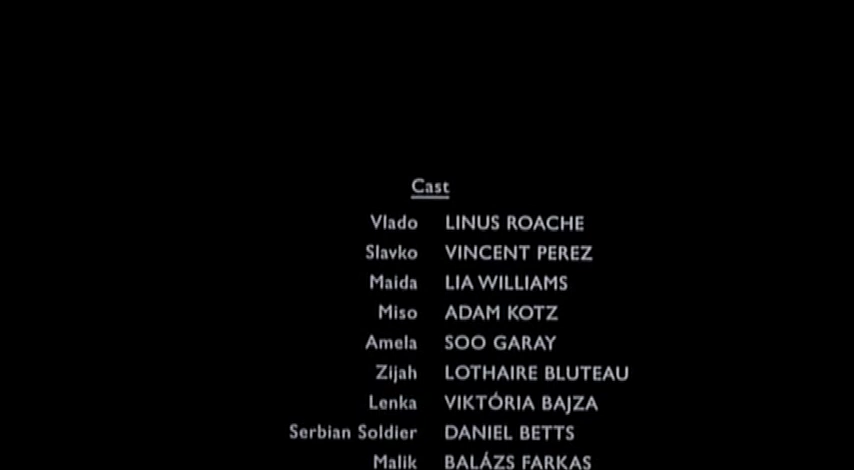 Cast
Vlado LINUS ROACHE
Slavko VINCENT PEREZ
Maida LIA WILLIAMS
Miso ADAM KOTZ
Amela SOO GARAY
Zijah LOTHAIRE BLUTEAU
Lenka VIKTÓRIA BAJZA
Serbian Soldier DANIEL BETTS
Malik BALÁZS FARKAS